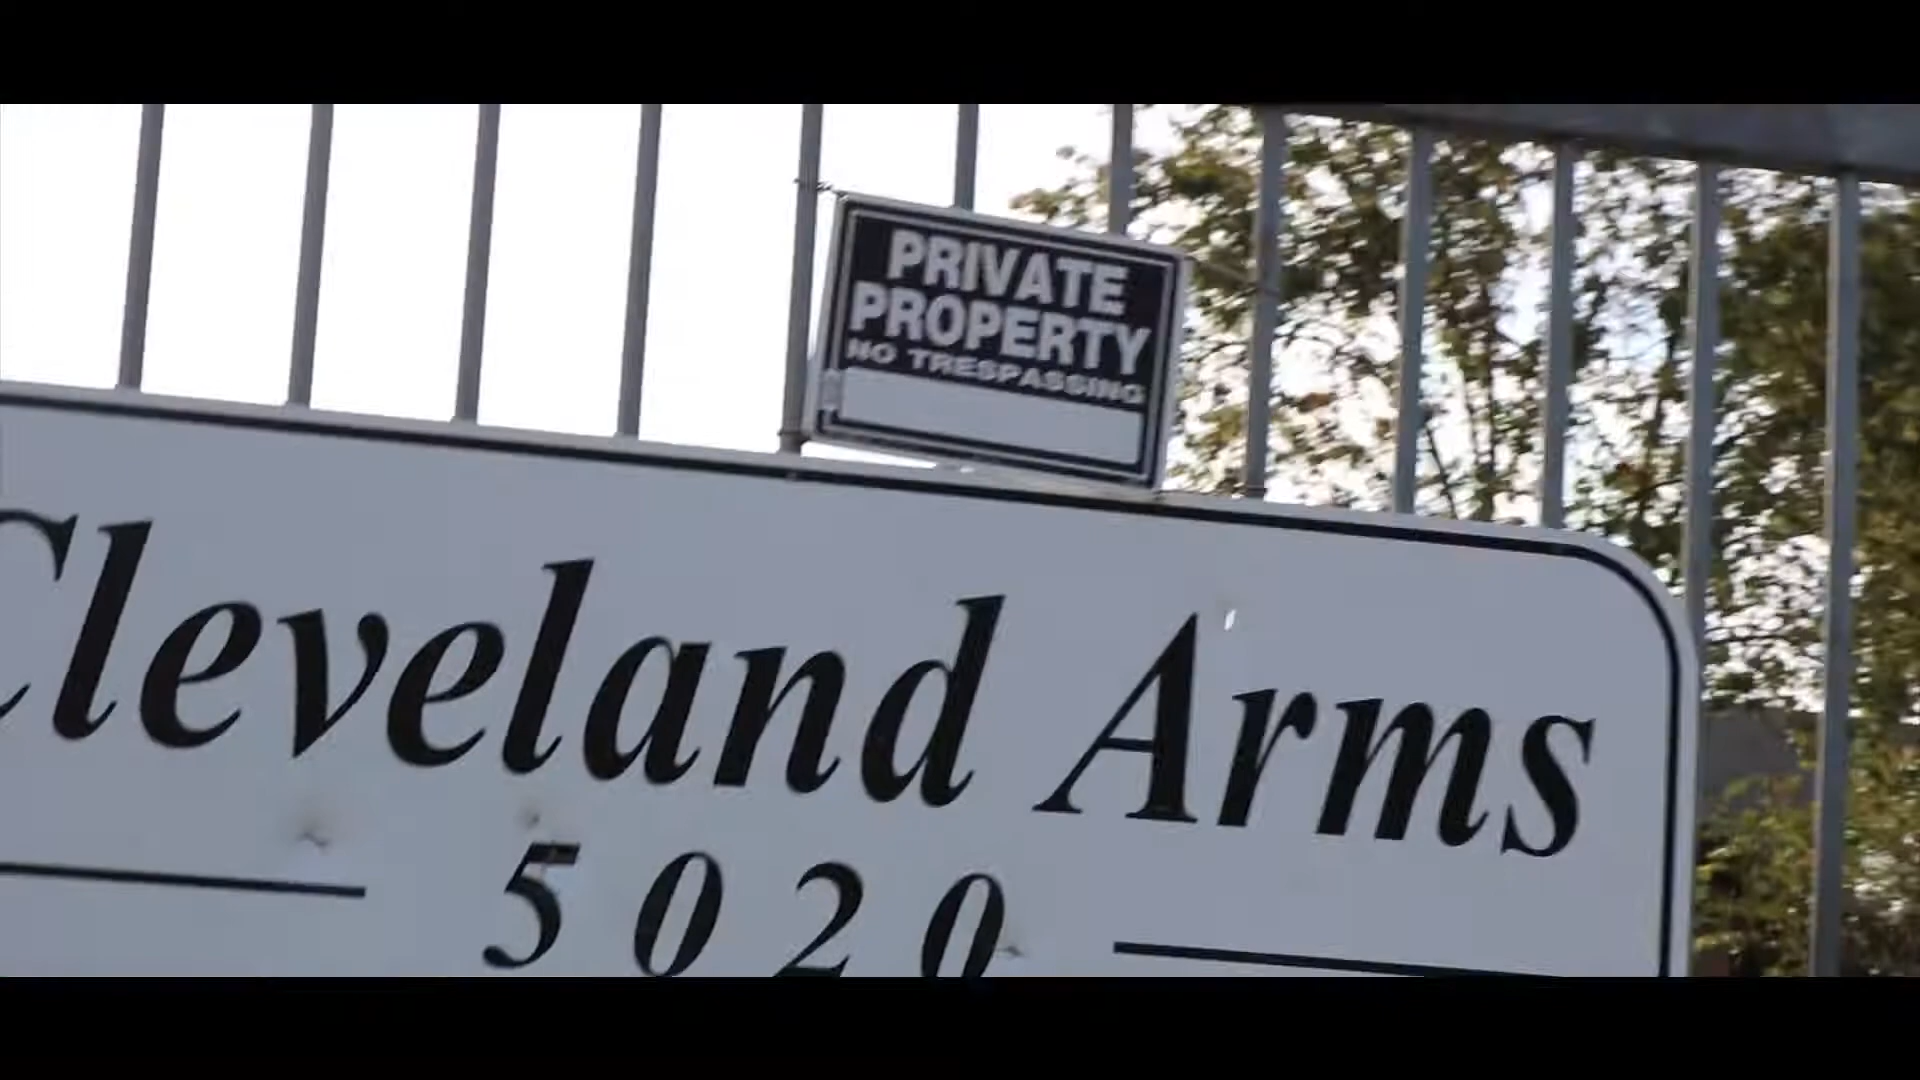 PRIVATE
PROPERTY
NO TRESPASSING
Cleveland Arms
5020